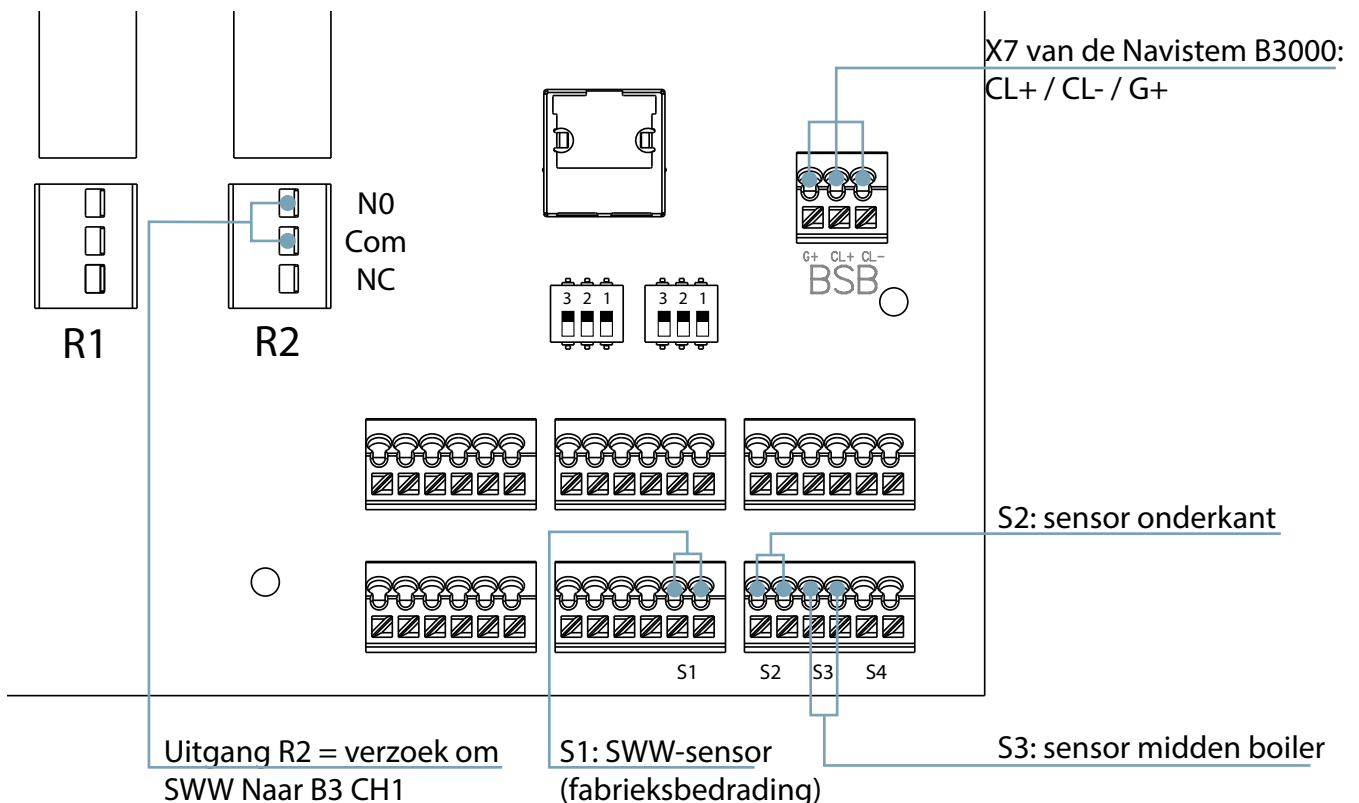 X7 van de Navistem B3000:
CL+ / CL- / G+
N0
Com
NC
R1
R2
G+ CL+ CL-
BSB
3 2 1
3 2 1
S2: sensor onderkant
S1
S2
S3
S4
Uitgang R2 = verzoek om
SWW Naar B3 CH1
S1: SWW-sensor
(fabrieksbedrading)
S3: sensor midden boiler